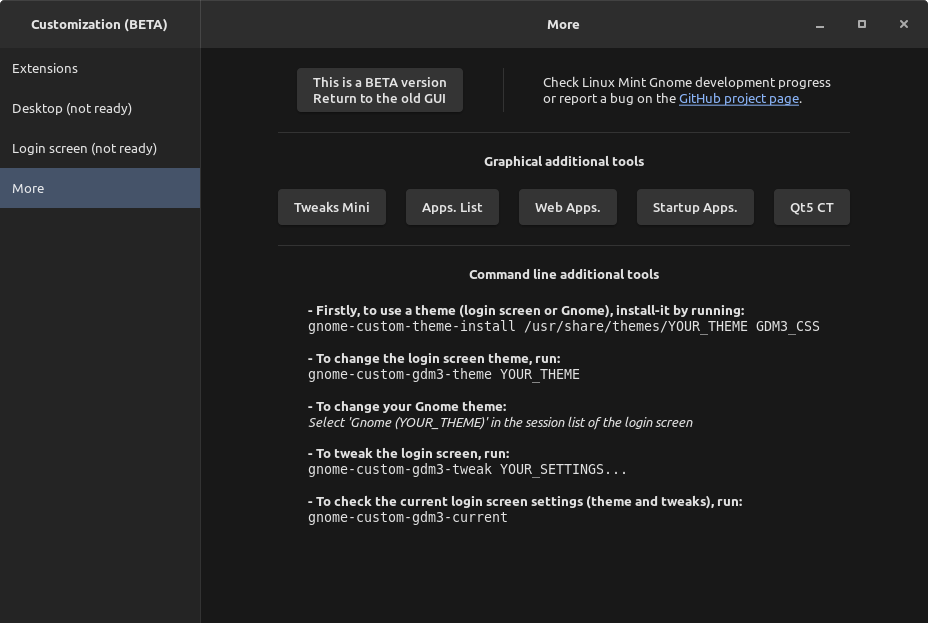 Customization (BETA)
More
Extensions
Desktop (not ready)
Login screen (not ready)
More
This is a BETA version
Return to the old GUI
Check Linux Mint Gnome development progress
or report a bug on the GitHub project page.
Graphical additional tools
Tweaks Mini
Apps. List
Web Apps.
Startup Apps.
Qt5 CT
Command line additional tools
- Firstly, to use a theme (login screen or Gnome), install-it by running:
gnome-custom-theme-install /usr/share/themes/YOUR_THEME GDM3_CSS
- To change the login screen theme, run:
gnome-custom-gdm3-theme YOUR_THEME
- To change your Gnome theme:
Select 'Gnome (YOUR_THEME)' in the session list of the login screen
- To tweak the login screen, run:
gnome-custom-gdm3-tweak YOUR_SETTINGS...
- To check the current login screen settings (theme and tweaks), run:
gnome-custom-gdm3-current